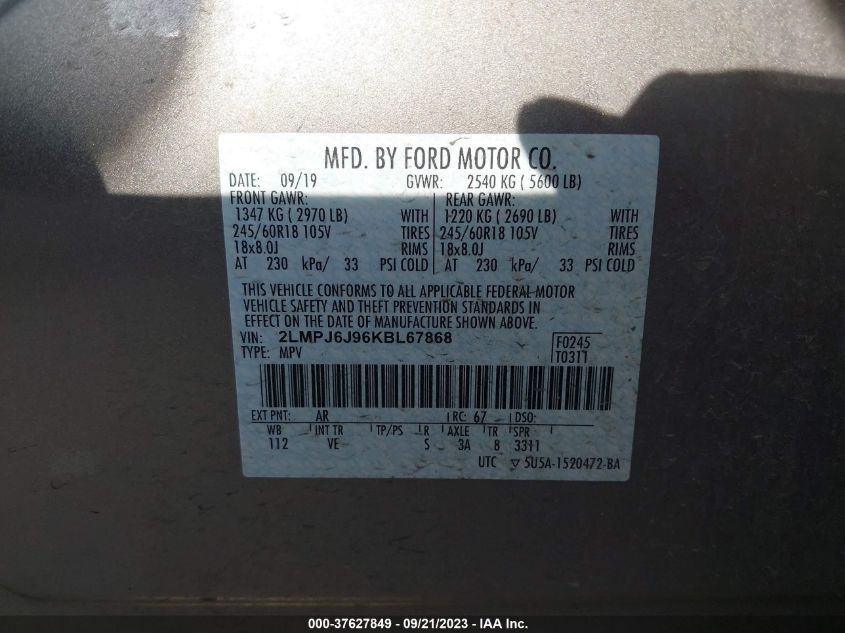 MFD. BY FORD MOTOR CO.
DATE: 09/19 GVWR: 2540 KG ( 5600 LB)
FRONT GAWR: REAR GAWR:
1347 KG ( 2970 LB) WITH 1220 KG ( 2690 LB) WITH
245/60R18 105V TIRES 245/60R18 105V TIRES
18x8.0J RIMS 18x8.0J RIMS
AT 230 kPa/ 33 PSI COLD AT 230 kPa/ 33 PSI COLD
THIS VEHICLE CONFORMS TO ALL APPLICABLE FEDERAL MOTOR
VEHICLE SAFETY AND THEFT PREVENTION STANDARDS IN
EFFECT ON THE DATE OF MANUFACTURE SHOWN ABOVE.
VIN: 2LMPJ6J96KBL67868 F0245
TYPE: MPV T0311
EXT PNT: AR RC: 67 DSO:
WB INT TR TP/PS R AXLE TR SPR
112 VE S 3A 8 3311
UTC ▽ 5U5A-1520472-BA
000-37627849 / 09/21/2023 - IAA Inc.